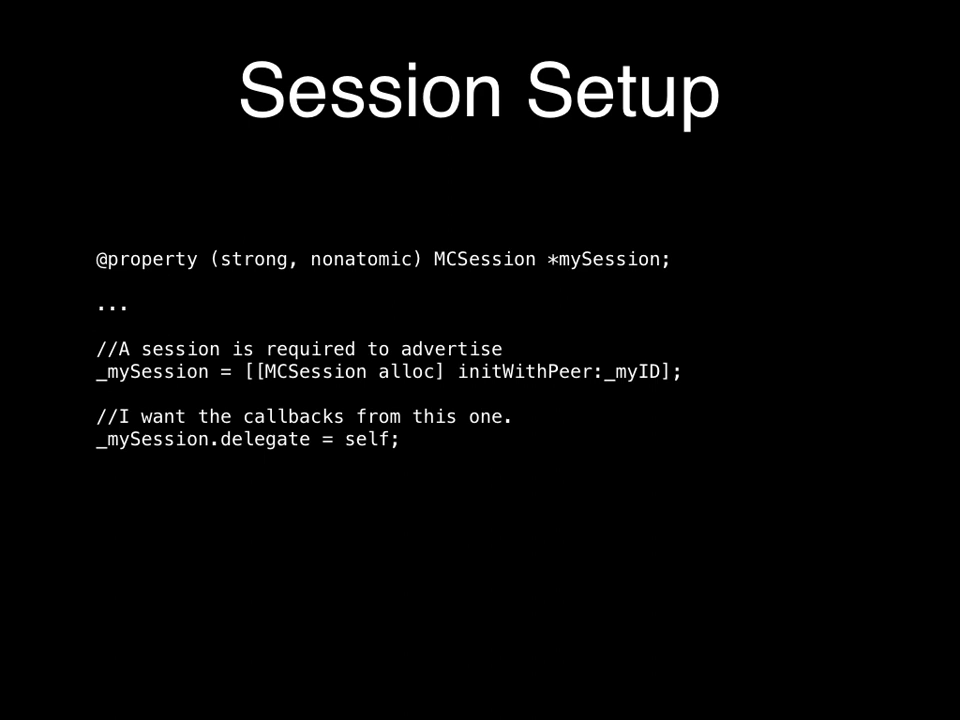 Session Setup
@property (strong, nonatomic) MCSession *mySession;
...
//A session is required to advertise
_mySession = [[MCSession alloc] initWithPeer:_myID];
//I want the callbacks from this one.
_mySession.delegate = self;